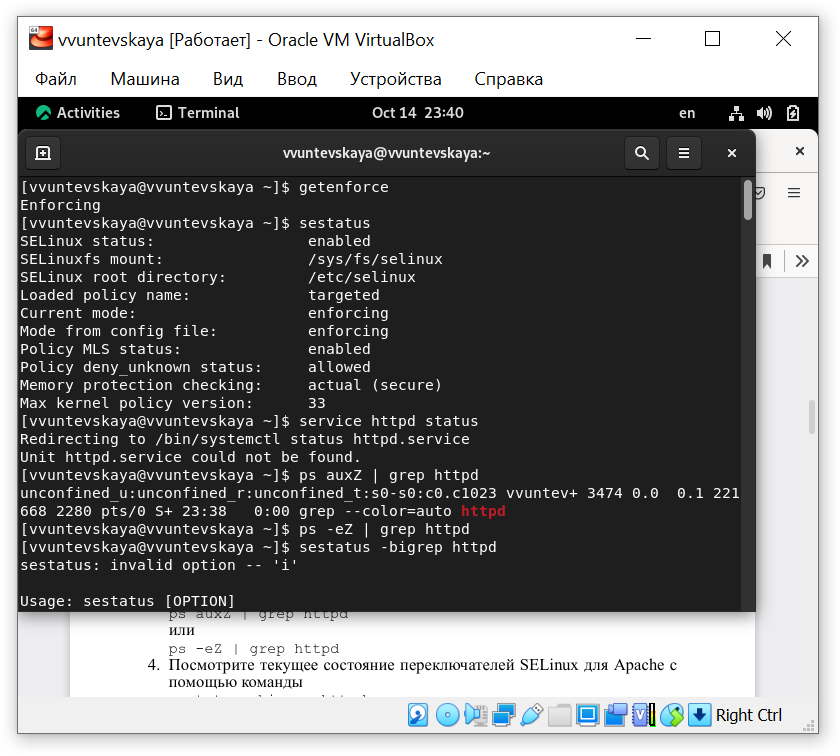 vvuntevskaya [Работает] - Oracle VM VirtualBox
Файл Машина Вид Ввод Устройства Справка
Activities Terminal Oct 14 23:40 en
vvuntevskaya@vvuntevskaya:~
[vvuntevskaya@vvuntevskaya ~]$ getenforce
Enforcing
[vvuntevskaya@vvuntevskaya ~]$ sestatus
SELinux status: enabled
SELinuxfs mount: /sys/fs/selinux
SELinux root directory: /etc/selinux
Loaded policy name: targeted
Current mode: enforcing
Mode from config file: enforcing
Policy MLS status: enabled
Policy deny_unknown status: allowed
Memory protection checking: actual (secure)
Max kernel policy version: 33
[vvuntevskaya@vvuntevskaya ~]$ service httpd status
Redirecting to /bin/systemctl status httpd.service
Unit httpd.service could not be found.
[vvuntevskaya@vvuntevskaya ~]$ ps auxZ | grep httpd
unconfined_u:unconfined_r:unconfined_t:s0-s0:c0.c1023 vvuntev+ 3474 0.0 0.1 221
668 2280 pts/0 S+ 23:38 0:00 grep --color=auto httpd
[vvuntevskaya@vvuntevskaya ~]$ ps -eZ | grep httpd
[vvuntevskaya@vvuntevskaya ~]$ sestatus -bigrep httpd
sestatus: invalid option -- 'i'
Usage: sestatus [OPTION]
ps auxZ | grep httpd
или
ps -eZ | grep httpd
4. Посмотрите текущее состояние переключателей SELinux для Apache с
помощью команды
Right Ctrl